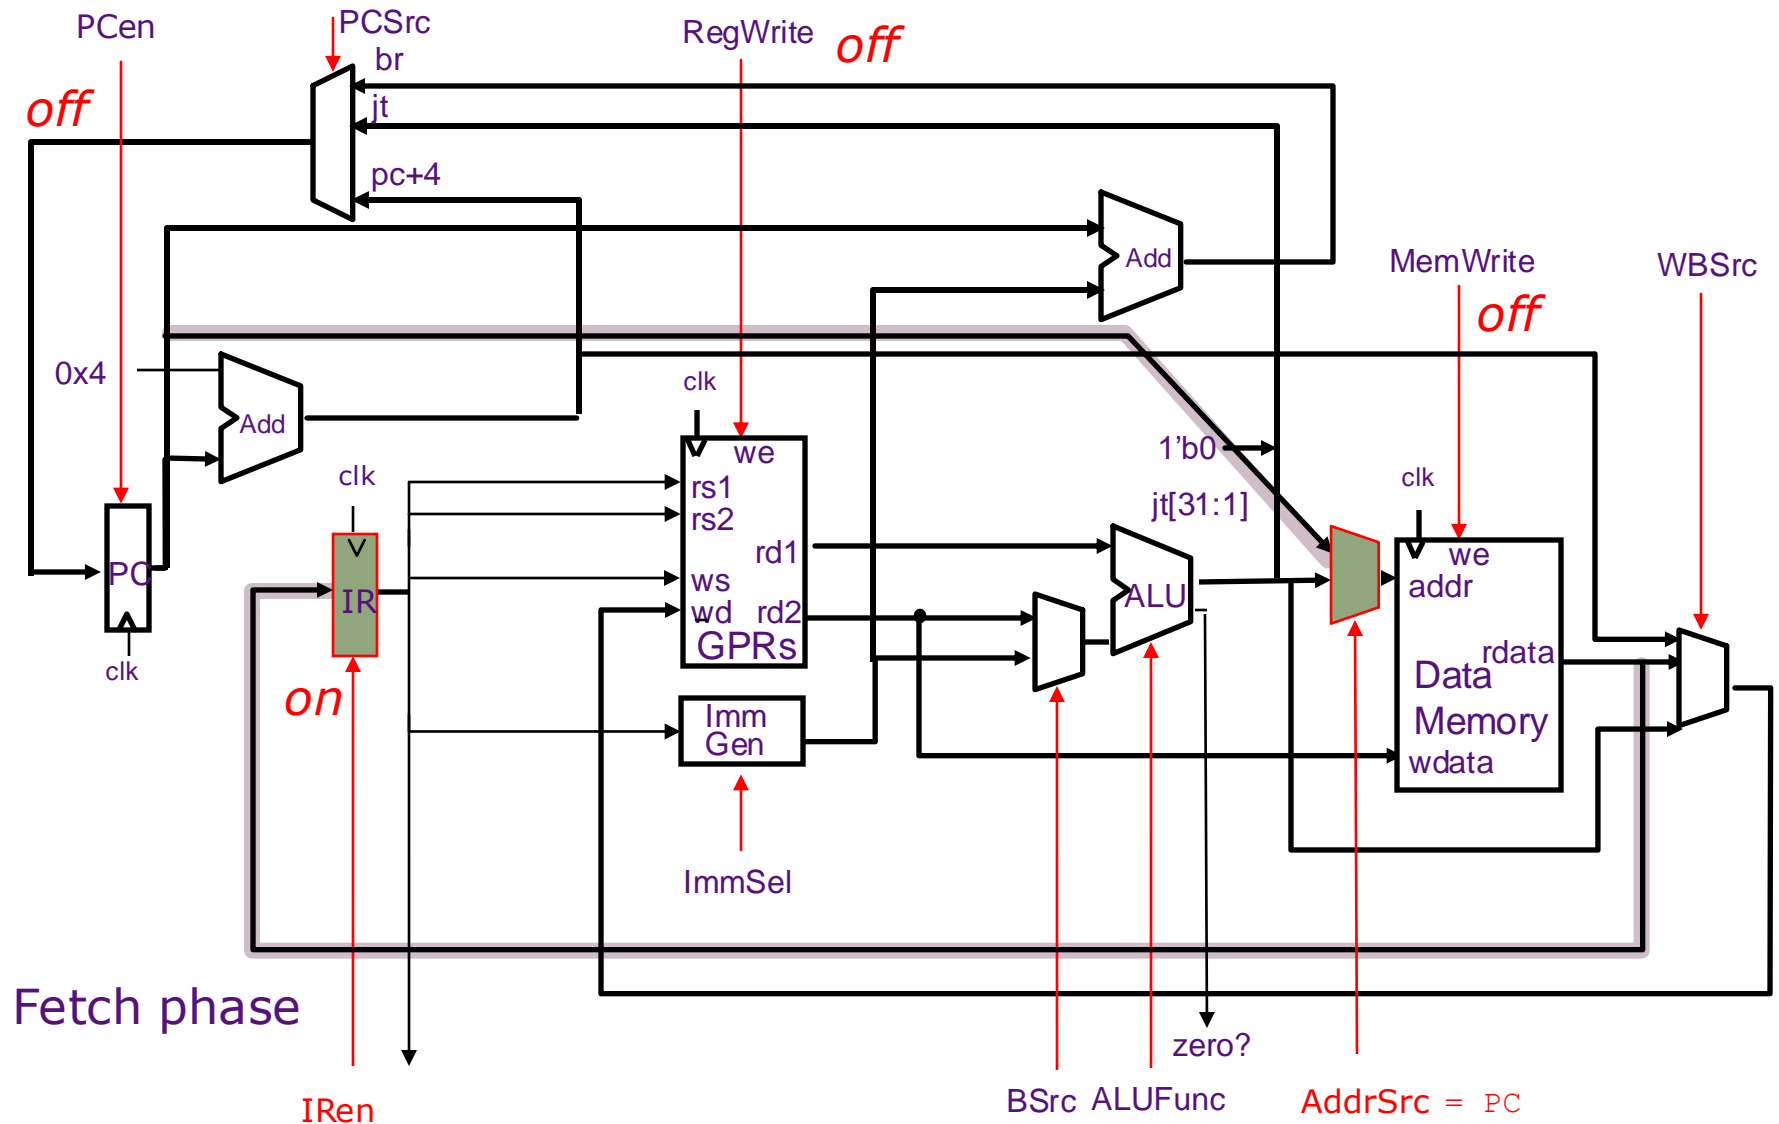 PCen
PCSrc
RegWrite
off
br
off
jt
pc+4
Add
MemWrite
WBSrc
off
0x4
clk
Add
1'b0
we
clk
clk
rs1
jt[31:1]
rs2
rd1
we
PC
ws
addr
IR
wd
rd2
ALU
GPRs
clk
rdata
on
Data
Memory
Imm
Gen
wdata
ImmSel
Fetch phase
zero?
IRen
BSrc
ALUFunc
AddrSrc = PC